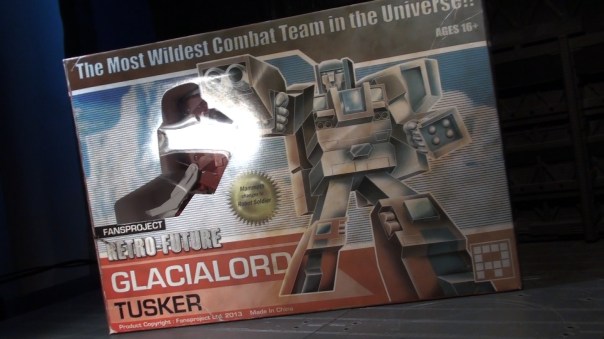 The Most Wildest Combat Team in the Universe!!
AGES 16+
FANSPROJECT
RETRO-FUTURE
GLACIALORD
TUSKER
Product Copyright : Fansproject Ltd. 2013 Made in China